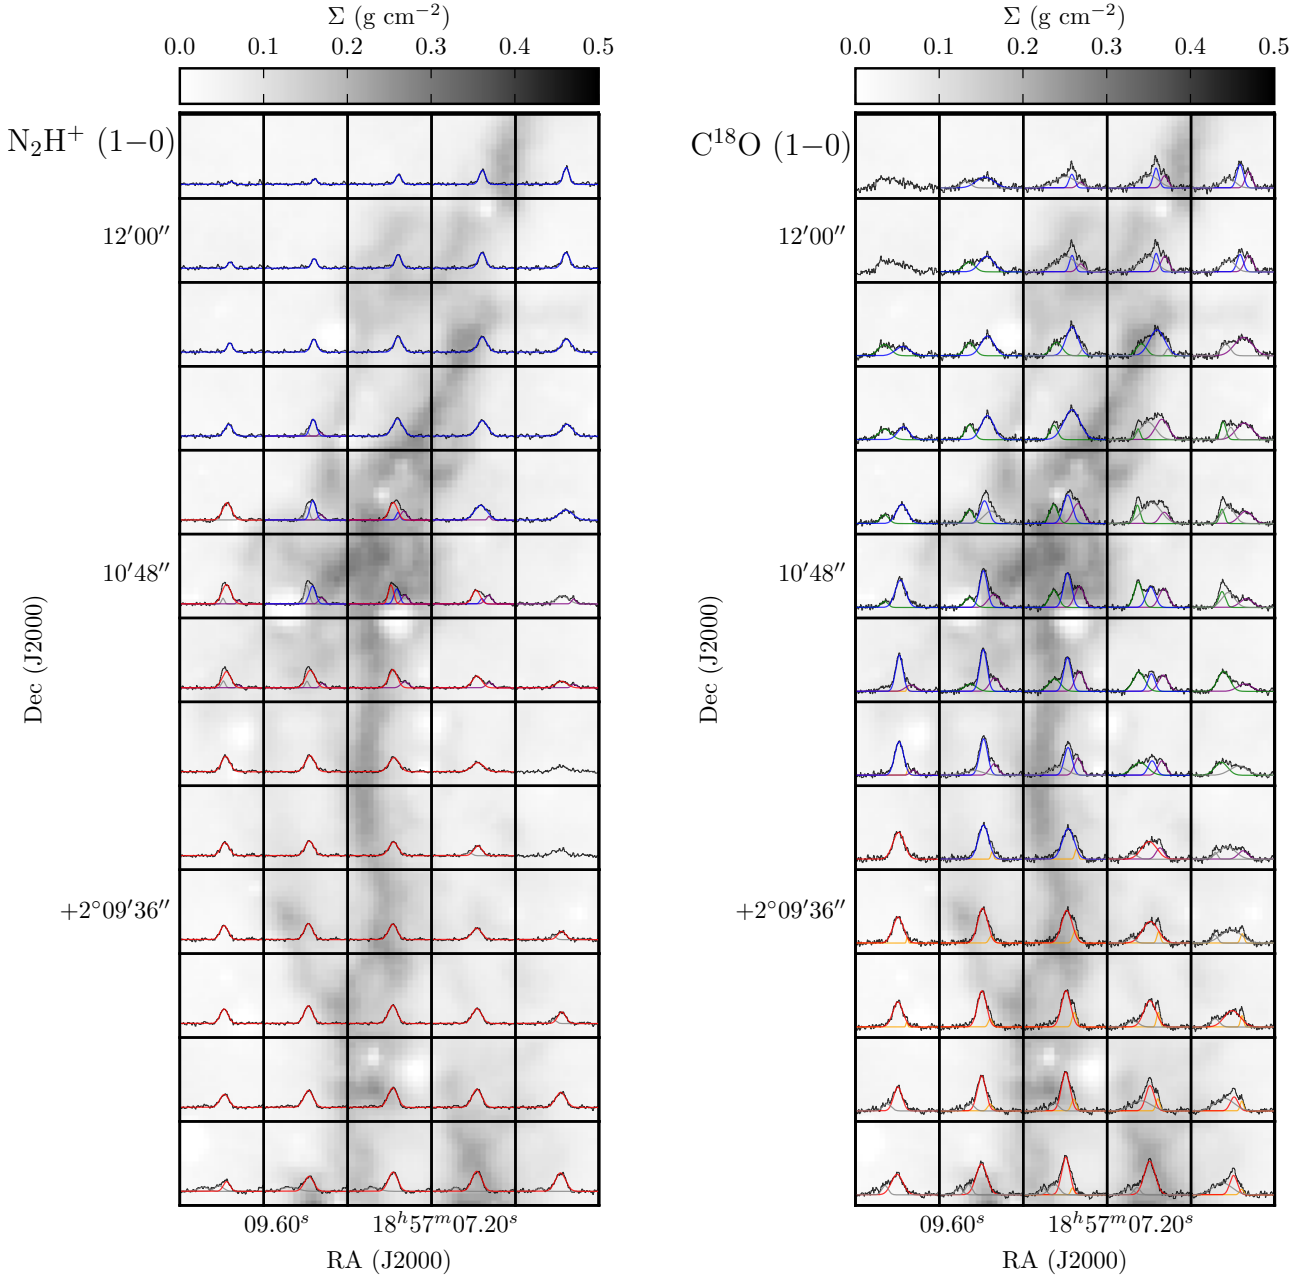 Σ (g cm−2)
0.0 0.1 0.2 0.3 0.4 0.5
N2H+ (1−0)
12′00″
10′48″
+2°09′36″
Dec (J2000)
09.60s 18h57m07.20s
RA (J2000)
Σ (g cm−2)
0.0 0.1 0.2 0.3 0.4 0.5
C18O (1−0)
12′00″
10′48″
+2°09′36″
Dec (J2000)
09.60s 18h57m07.20s
RA (J2000)